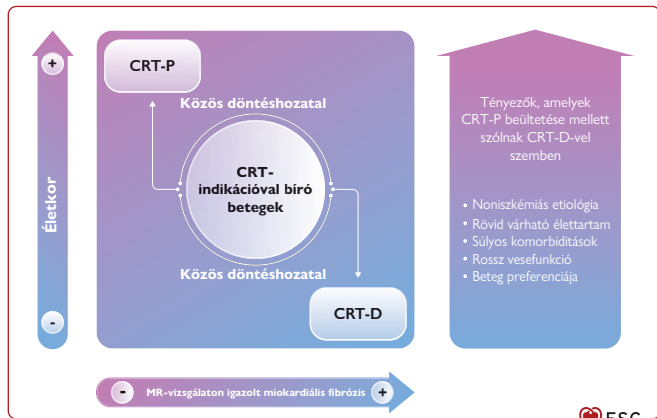 +
Életkor
-
CRT-P
Közös döntéshozatal
CRT-
indikációval bíró
betegek
Közös döntéshozatal
CRT-D
- MR-vizsgálaton igazolt miokardiális fibrózis +
Tényezők, amelyek
CRT-P beültetése mellett
szólnak CRT-D-vel
szemben
• Noniszkémiás etiológia
• Rövid várható élettartam
• Súlyos komorbiditások
• Rossz vesefunkció
• Beteg preferenciája
ESC